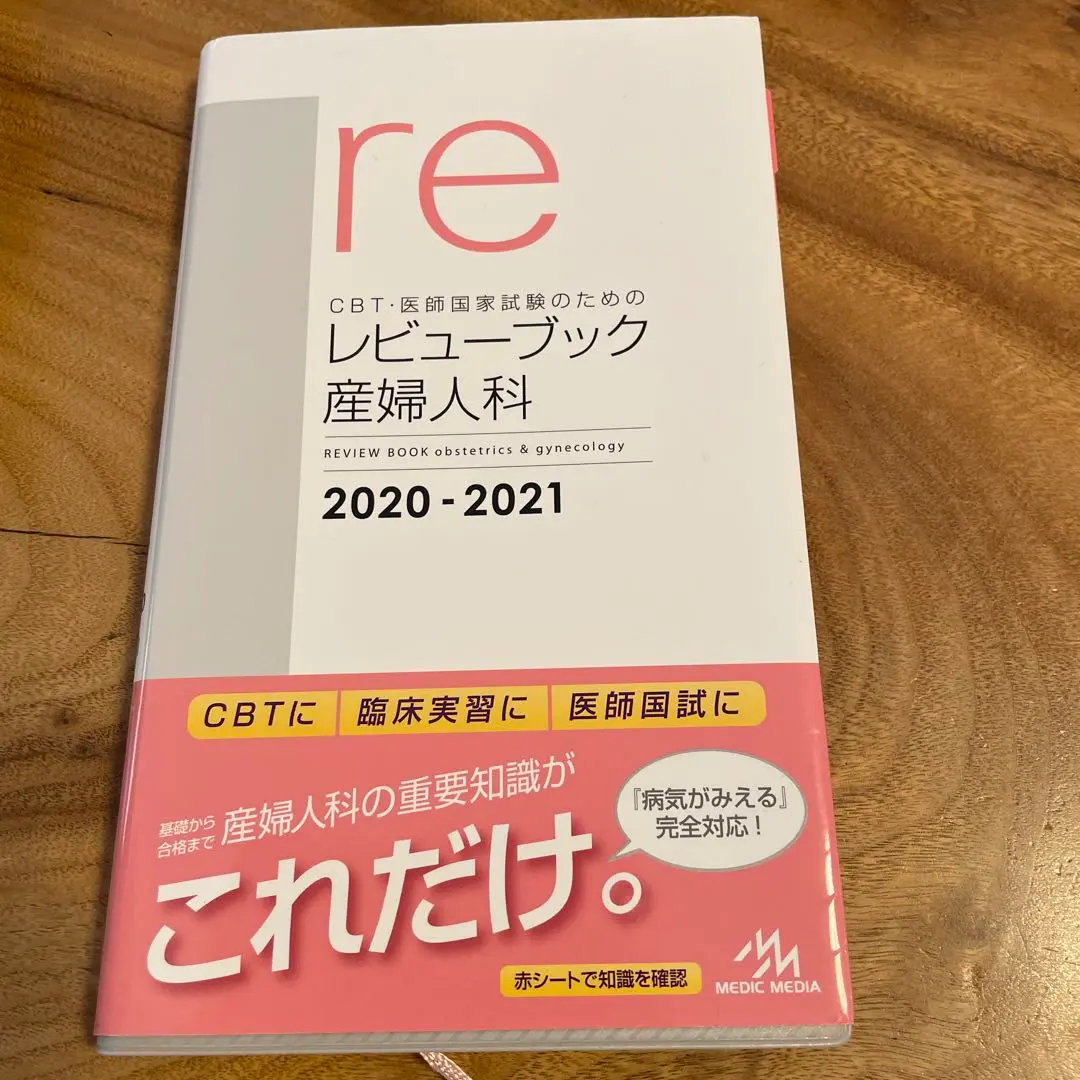 re
CBT・医師国家試験のための
レビューブック
産婦人科
REVIEW BOOK obstetrics & gynecology
2020 - 2021
CBTに 臨床実習に 医師国試に
基礎から
合格まで
産婦人科の重要知識が
これだけ。
『病気がみえる』
完全対応！
赤シートで知識を確認
MEDIC MEDIA